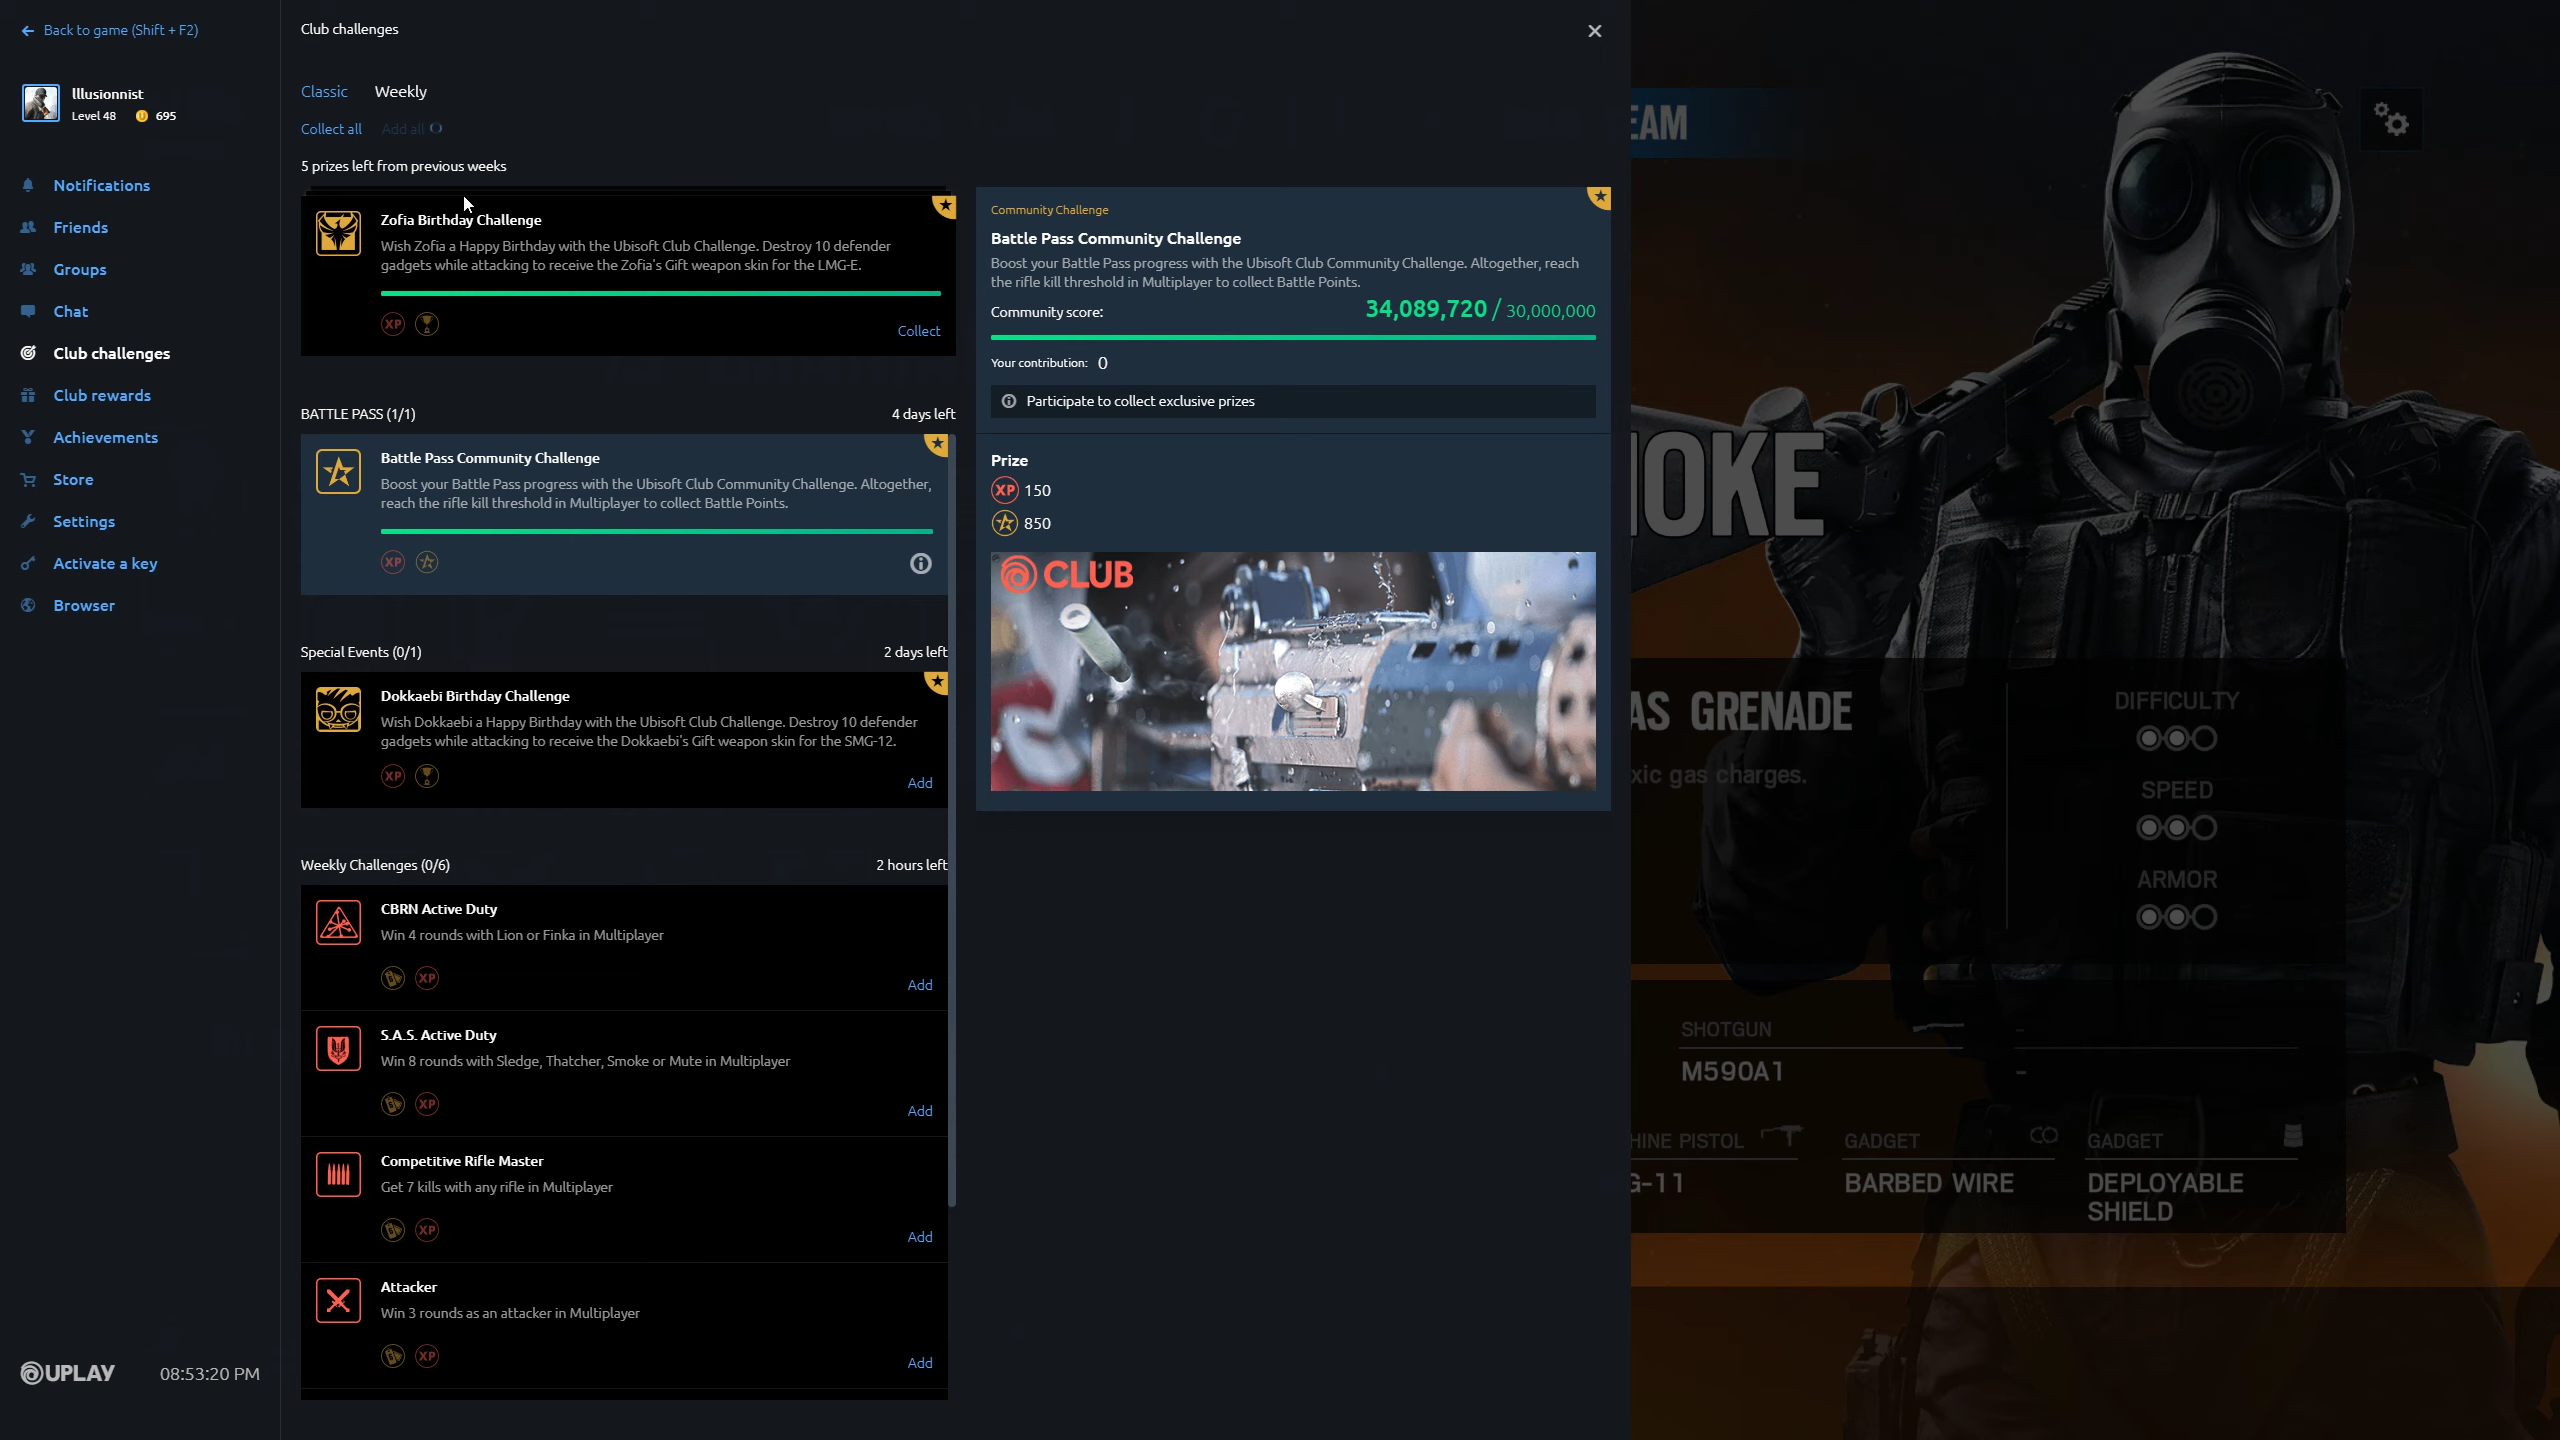 Back to game (Shift + F2)
lllusionnist
Level 48 695
Notifications
Friends
Groups
Chat
Club challenges
Club rewards
Achievements
Store
Settings
Activate a key
Browser
UPLAY 08:53:20 PM
Club challenges
Classic Weekly
Collect all Add all
5 prizes left from previous weeks
Zofia Birthday Challenge
Wish Zofia a Happy Birthday with the Ubisoft Club Challenge. Destroy 10 defender
gadgets while attacking to receive the Zofia's Gift weapon skin for the LMG-E.
XP
Collect
BATTLE PASS (1/1) 4 days left
Battle Pass Community Challenge
Boost your Battle Pass progress with the Ubisoft Club Community Challenge. Altogether,
reach the rifle kill threshold in Multiplayer to collect Battle Points.
XP
Special Events (0/1) 2 days left
Dokkaebi Birthday Challenge
Wish Dokkaebi a Happy Birthday with the Ubisoft Club Challenge. Destroy 10 defender
gadgets while attacking to receive the Dokkaebi's Gift weapon skin for the SMG-12.
XP
Add
Weekly Challenges (0/6) 2 hours left
CBRN Active Duty
Win 4 rounds with Lion or Finka in Multiplayer
XP
Add
S.A.S. Active Duty
Win 8 rounds with Sledge, Thatcher, Smoke or Mute in Multiplayer
XP
Add
Competitive Rifle Master
Get 7 kills with any rifle in Multiplayer
XP
Add
Attacker
Win 3 rounds as an attacker in Multiplayer
XP
Add
Community Challenge
Battle Pass Community Challenge
Boost your Battle Pass progress with the Ubisoft Club Community Challenge. Altogether, reach
the rifle kill threshold in Multiplayer to collect Battle Points.
Community score: 34,089,720 / 30,000,000
Your contribution: 0
Participate to collect exclusive prizes
Prize
XP 150
850
CLUB
EAM
OKE
AS GRENADE
xic gas charges.
DIFFICULTY
SPEED
ARMOR
SHOTGUN -
M590A1 -
HINE PISTOL GADGET GADGET
G-11 BARBED WIRE DEPLOYABLE
SHIELD